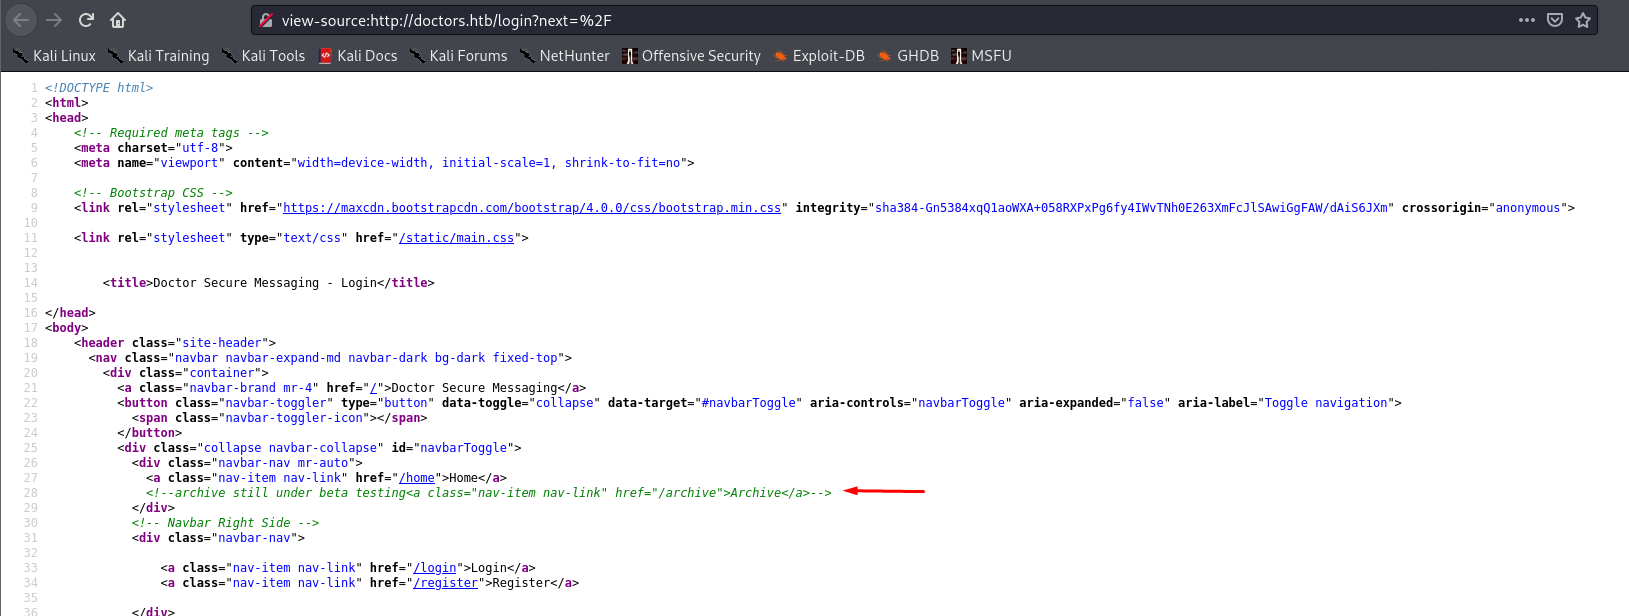 view-source:http://doctors.htb/login?next=%2F
Kali Linux Kali Training Kali Tools Kali Docs Kali Forums NetHunter Offensive Security Exploit-DB GHDB MSFU
1 <!DOCTYPE html>
2 <html>
3 <head>
4     <!-- Required meta tags -->
5     <meta charset="utf-8">
6     <meta name="viewport" content="width=device-width, initial-scale=1, shrink-to-fit=no">
7
8     <!-- Bootstrap CSS -->
9     <link rel="stylesheet" href="https://maxcdn.bootstrapcdn.com/bootstrap/4.0.0/css/bootstrap.min.css" integrity="sha384-Gn5384xqQ1aoWXA+058RXPxPg6fy4IWvTNh0E263XmFcJlSAwiGgFAW/dAiS6JXm" crossorigin="anonymous">
10
11     <link rel="stylesheet" type="text/css" href="/static/main.css">
12
13
14         <title>Doctor Secure Messaging - Login</title>
15
16 </head>
17 <body>
18     <header class="site-header">
19       <nav class="navbar navbar-expand-md navbar-dark bg-dark fixed-top">
20         <div class="container">
21           <a class="navbar-brand mr-4" href="/">Doctor Secure Messaging</a>
22           <button class="navbar-toggler" type="button" data-toggle="collapse" data-target="#navbarToggle" aria-controls="navbarToggle" aria-expanded="false" aria-label="Toggle navigation">
23             <span class="navbar-toggler-icon"></span>
24           </button>
25           <div class="collapse navbar-collapse" id="navbarToggle">
26             <div class="navbar-nav mr-auto">
27               <a class="nav-item nav-link" href="/home">Home</a>
28               <!--archive still under beta testing<a class="nav-item nav-link" href="/archive">Archive</a>-->
29             </div>
30             <!-- Navbar Right Side -->
31             <div class="navbar-nav">
32
33                 <a class="nav-item nav-link" href="/login">Login</a>
34                 <a class="nav-item nav-link" href="/register">Register</a>
35
36             </div>